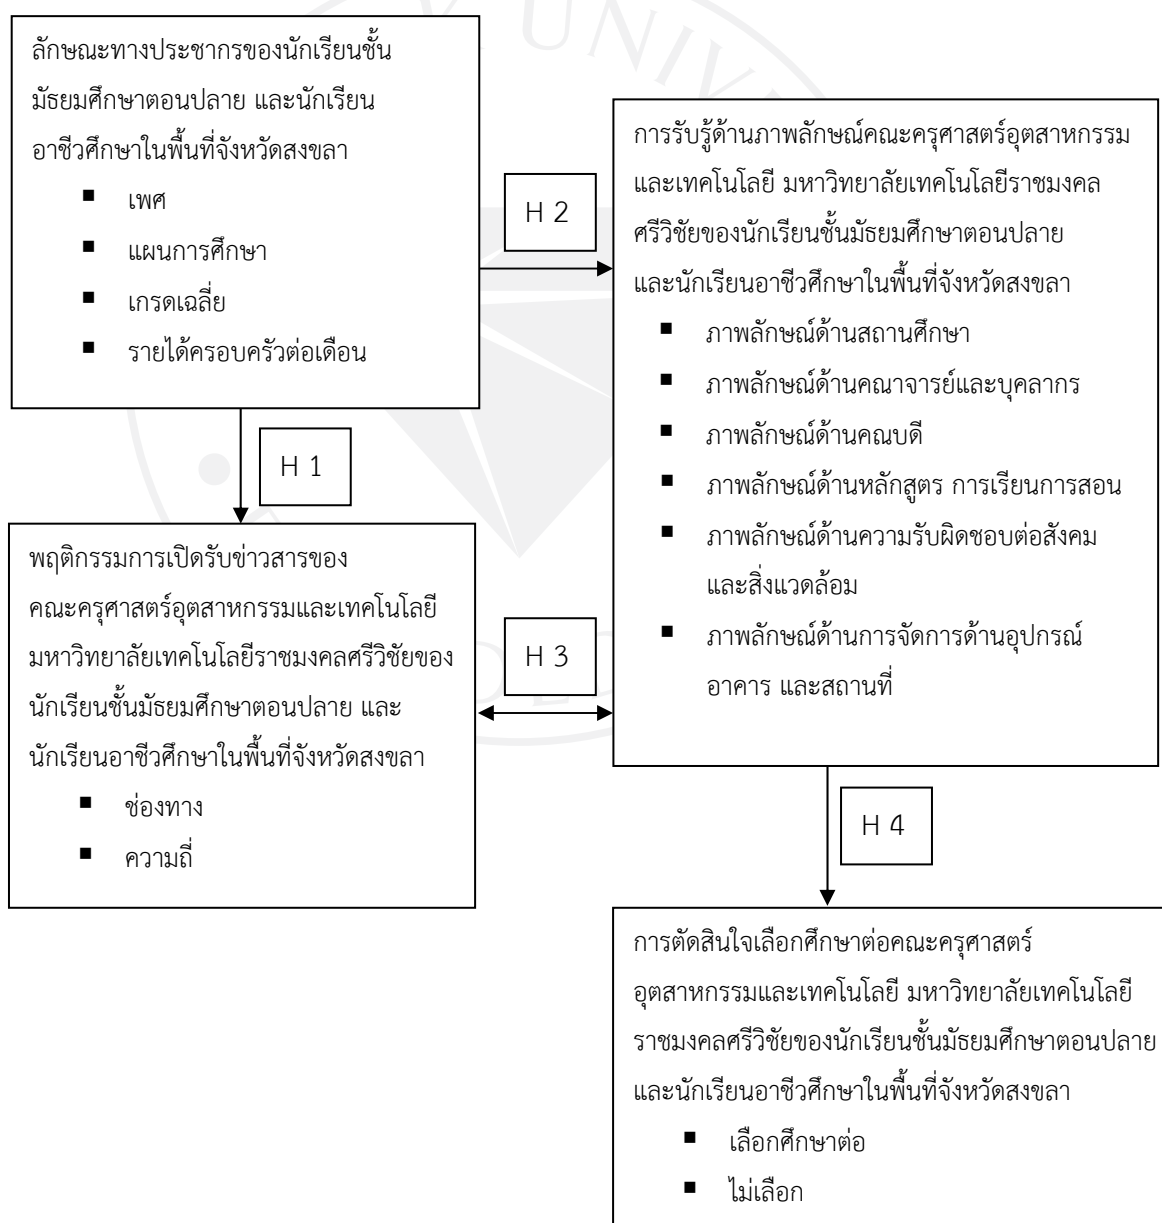 ลักษณะทางประชากรของนักเรียนชั้น
มัธยมศึกษาตอนปลาย และนักเรียน
อาชีวศึกษาในพื้นที่จังหวัดสงขลา
■ เพศ
■ แผนการศึกษา
■ เกรดเฉลี่ย
■ รายได้ครอบครัวต่อเดือน
H 2
การรับรู้ด้านภาพลักษณ์คณะครุศาสตร์อุตสาหกรรม
และเทคโนโลยี มหาวิทยาลัยเทคโนโลยีราชมงคล
ศรีวิชัยของนักเรียนชั้นมัธยมศึกษาตอนปลาย
และนักเรียนอาชีวศึกษาในพื้นที่จังหวัดสงขลา
■ ภาพลักษณ์ด้านสถานศึกษา
■ ภาพลักษณ์ด้านคณาจารย์และบุคลากร
■ ภาพลักษณ์ด้านคณบดี
■ ภาพลักษณ์ด้านหลักสูตร การเรียนการสอน
■ ภาพลักษณ์ด้านความรับผิดชอบต่อสังคม
และสิ่งแวดล้อม
■ ภาพลักษณ์ด้านการจัดการด้านอุปกรณ์
อาคาร และสถานที่
H 1
พฤติกรรมการเปิดรับข่าวสารของ
คณะครุศาสตร์อุตสาหกรรมและเทคโนโลยี
มหาวิทยาลัยเทคโนโลยีราชมงคลศรีวิชัยของ
นักเรียนชั้นมัธยมศึกษาตอนปลาย และ
นักเรียนอาชีวศึกษาในพื้นที่จังหวัดสงขลา
■ ช่องทาง
■ ความถี่
H 3
H 4
การตัดสินใจเลือกศึกษาต่อคณะครุศาสตร์
อุตสาหกรรมและเทคโนโลยี มหาวิทยาลัยเทคโนโลยี
ราชมงคลศรีวิชัยของนักเรียนชั้นมัธยมศึกษาตอนปลาย
และนักเรียนอาชีวศึกษาในพื้นที่จังหวัดสงขลา
■ เลือกศึกษาต่อ
■ ไม่เลือก